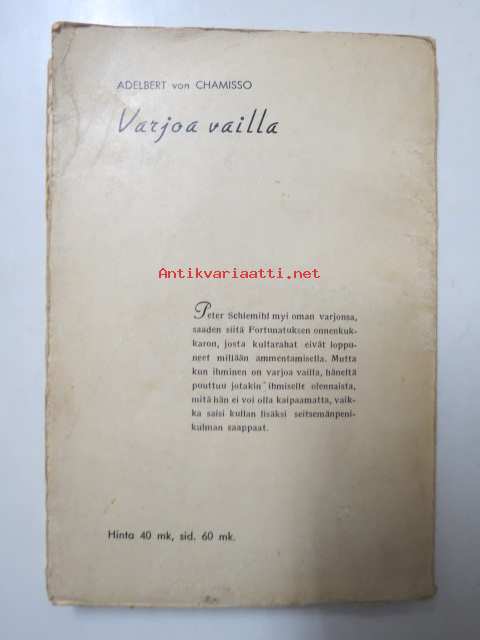 ADELBERT von CHAMISSO
Varjoa vailla
Antikvariaatti.net
Peter Schlemihl myi oman varjonsa,
saaden siitä Fortunatuksen onnenkuk-
karon, josta kultarahat eivät loppu-
neet millään ammentamisella. Mutta
kun ihminen on varjoa vailla, häneltä
puuttuu jotakin ihmiselle olennaista,
mitä hän ei voi olla kaipaamatta, vaik-
ka saisi kullan lisäksi seitsemänpeni-
kulman saappaat.
Hinta 40 mk, sid. 60 mk.